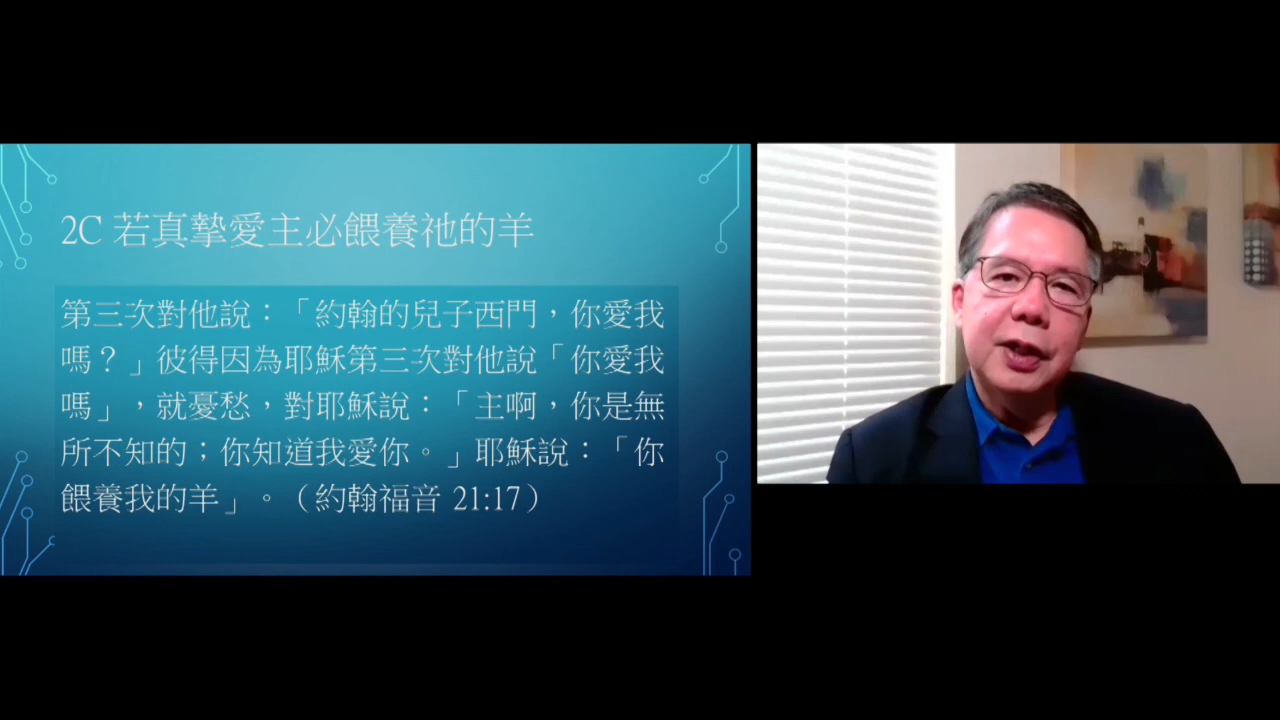 2C 若真摯愛主必餵養祂的羊
第三次對他說：「約翰的兒子西門，你愛我
嗎？」彼得因為耶穌第三次對他說「你愛我
嗎」，就憂愁，對耶穌說：「主啊，你是無
所不知的；你知道我愛你。」耶穌說：「你
餵養我的羊」。（約翰福音 21:17）